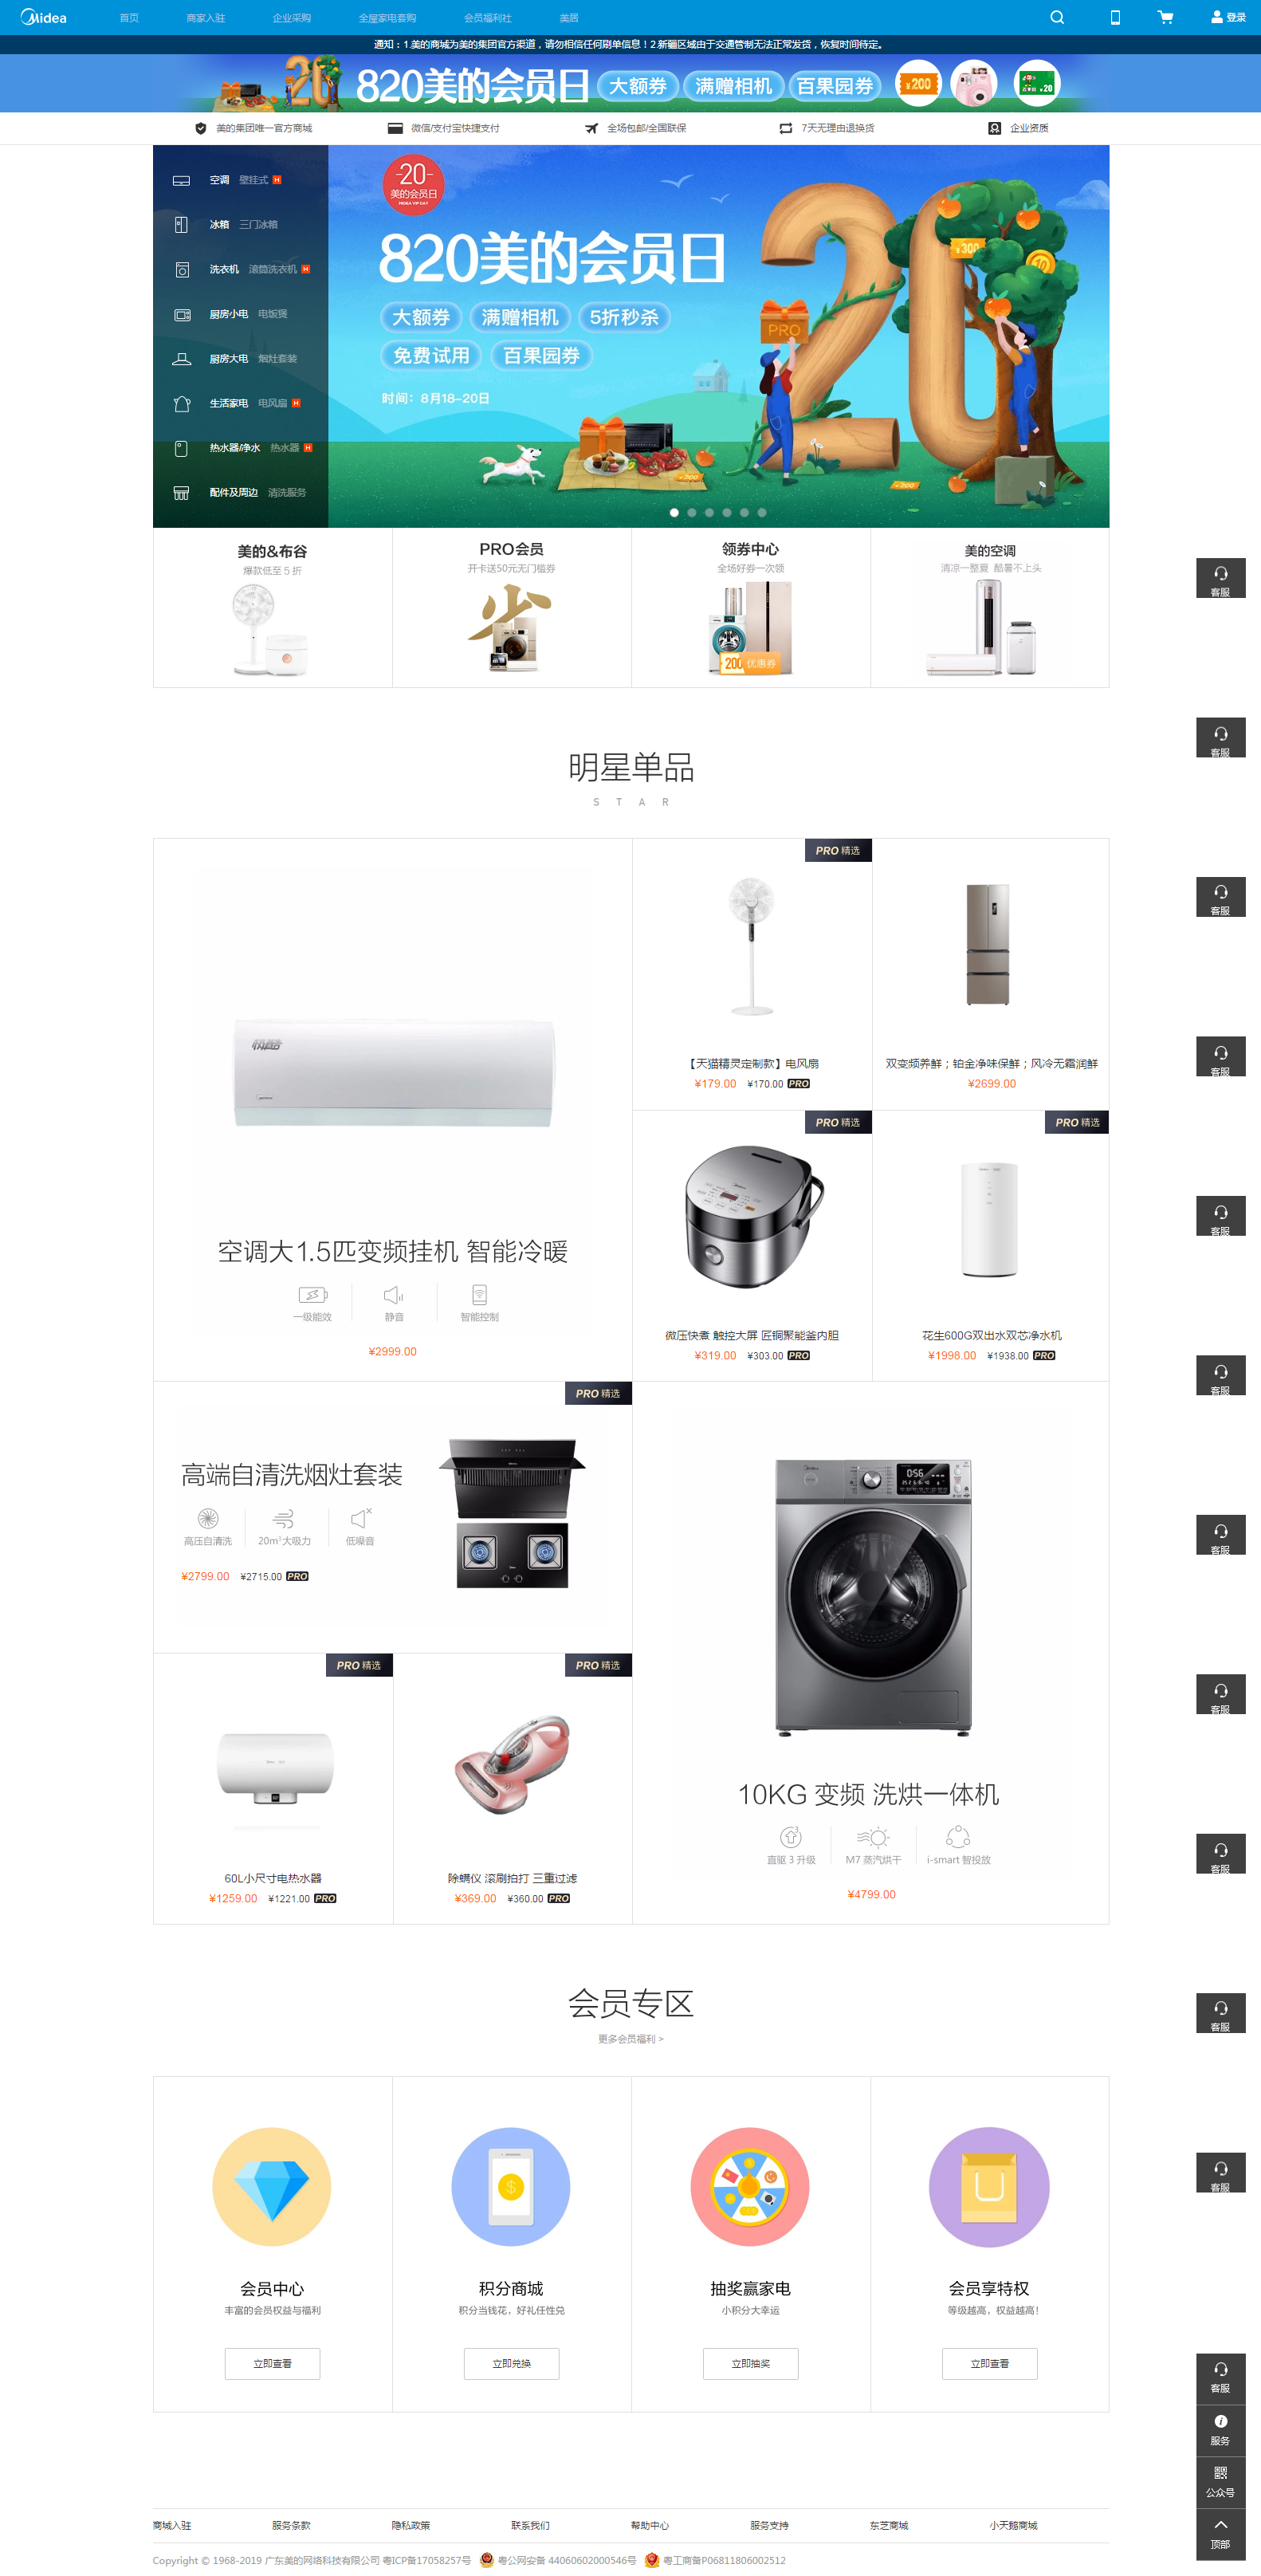 Midea 首页 商家入驻 企业采购 全屋家电套购 会员福利社 美居 登录
通知：1.美的商城为美的集团官方渠道，请勿相信任何刷单信息！2.新疆区域由于交通管制无法正常发货，恢复时间待定。
20 820美的会员日 大额券 满赠相机 百果园券 ¥200 ¥20
美的集团唯一官方商城 微信/支付宝快捷支付 全场包邮/全国联保 7天无理由退换货 企业资质
空调 壁挂式 H
冰箱 三门冰箱
洗衣机 滚筒洗衣机 H
厨房小电 电饭煲
厨房大电 烟灶套装
生活家电 电风扇 H
热水器/净水 热水器 H
配件及周边 清洗服务
-20-
美的会员日
MIDEA VIP DAY
820美的会员日
大额券 满赠相机 5折秒杀
免费试用 百果园券
时间：8月18-20日
20
¥300
10
PRO
¥200
¥200
美的&布谷
爆款低至 5 折
PRO会员
开卡送50元无门槛券
省
领券中心
全场好券一次领
200 优惠券
美的空调
清凉一整夏 酷暑不上头
客服
客服
明星单品
STAR
客服
客服
客服
客服
客服
客服
客服
客服
客服
极酷
空调大1.5匹变频挂机 智能冷暖
一级能效 静音 智能控制
¥2999.00
PRO 精选
【天猫精灵定制款】电风扇
¥179.00 ¥170.00 PRO
双变频养鲜；铂金净味保鲜；风冷无霜润鲜
¥2699.00
PRO 精选
微压快煮 触控大屏 匠铜聚能釜内胆
¥319.00 ¥303.00 PRO
PRO 精选
花生600G双出水双芯净水机
¥1998.00 ¥1938.00 PRO
PRO 精选
高端自清洗烟灶套装
高压自清洗 20m³大吸力 低噪音
¥2799.00 ¥2715.00 PRO
Midea
0:56
10KG 变频 洗烘一体机
直驱 3 升级 M7 蒸汽烘干 i-smart 智投放
¥4799.00
PRO 精选
60L小尺寸电热水器
¥1259.00 ¥1221.00 PRO
PRO 精选
除螨仪 滚刷拍打 三重过滤
¥369.00 ¥360.00 PRO
会员专区
更多会员福利 >
会员中心
丰富的会员权益与福利
立即查看
积分商城
积分当钱花，好礼任性兑
立即兑换
抽奖赢家电
小积分大幸运
立即抽奖
会员享特权
等级越高，权益越高！
立即查看
客服
服务
公众号
顶部
商城入驻 服务条款 隐私政策 联系我们 帮助中心 服务支持 东芝商城 小天鹅商城
Copyright © 1968-2019 广东美的网络科技有限公司 粤ICP备17058257号 粤公网安备 44060602000546号 粤工商备P06811806002512